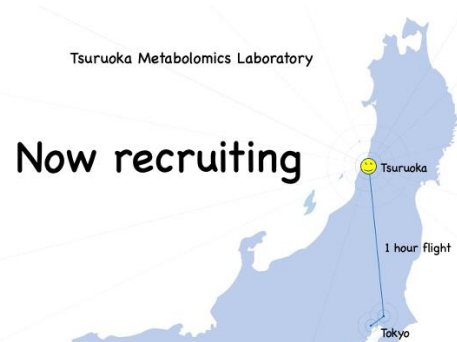 Tsuruoka Metabolomics Laboratory
Now recruiting
Tsuruoka
1 hour flight
Tokyo